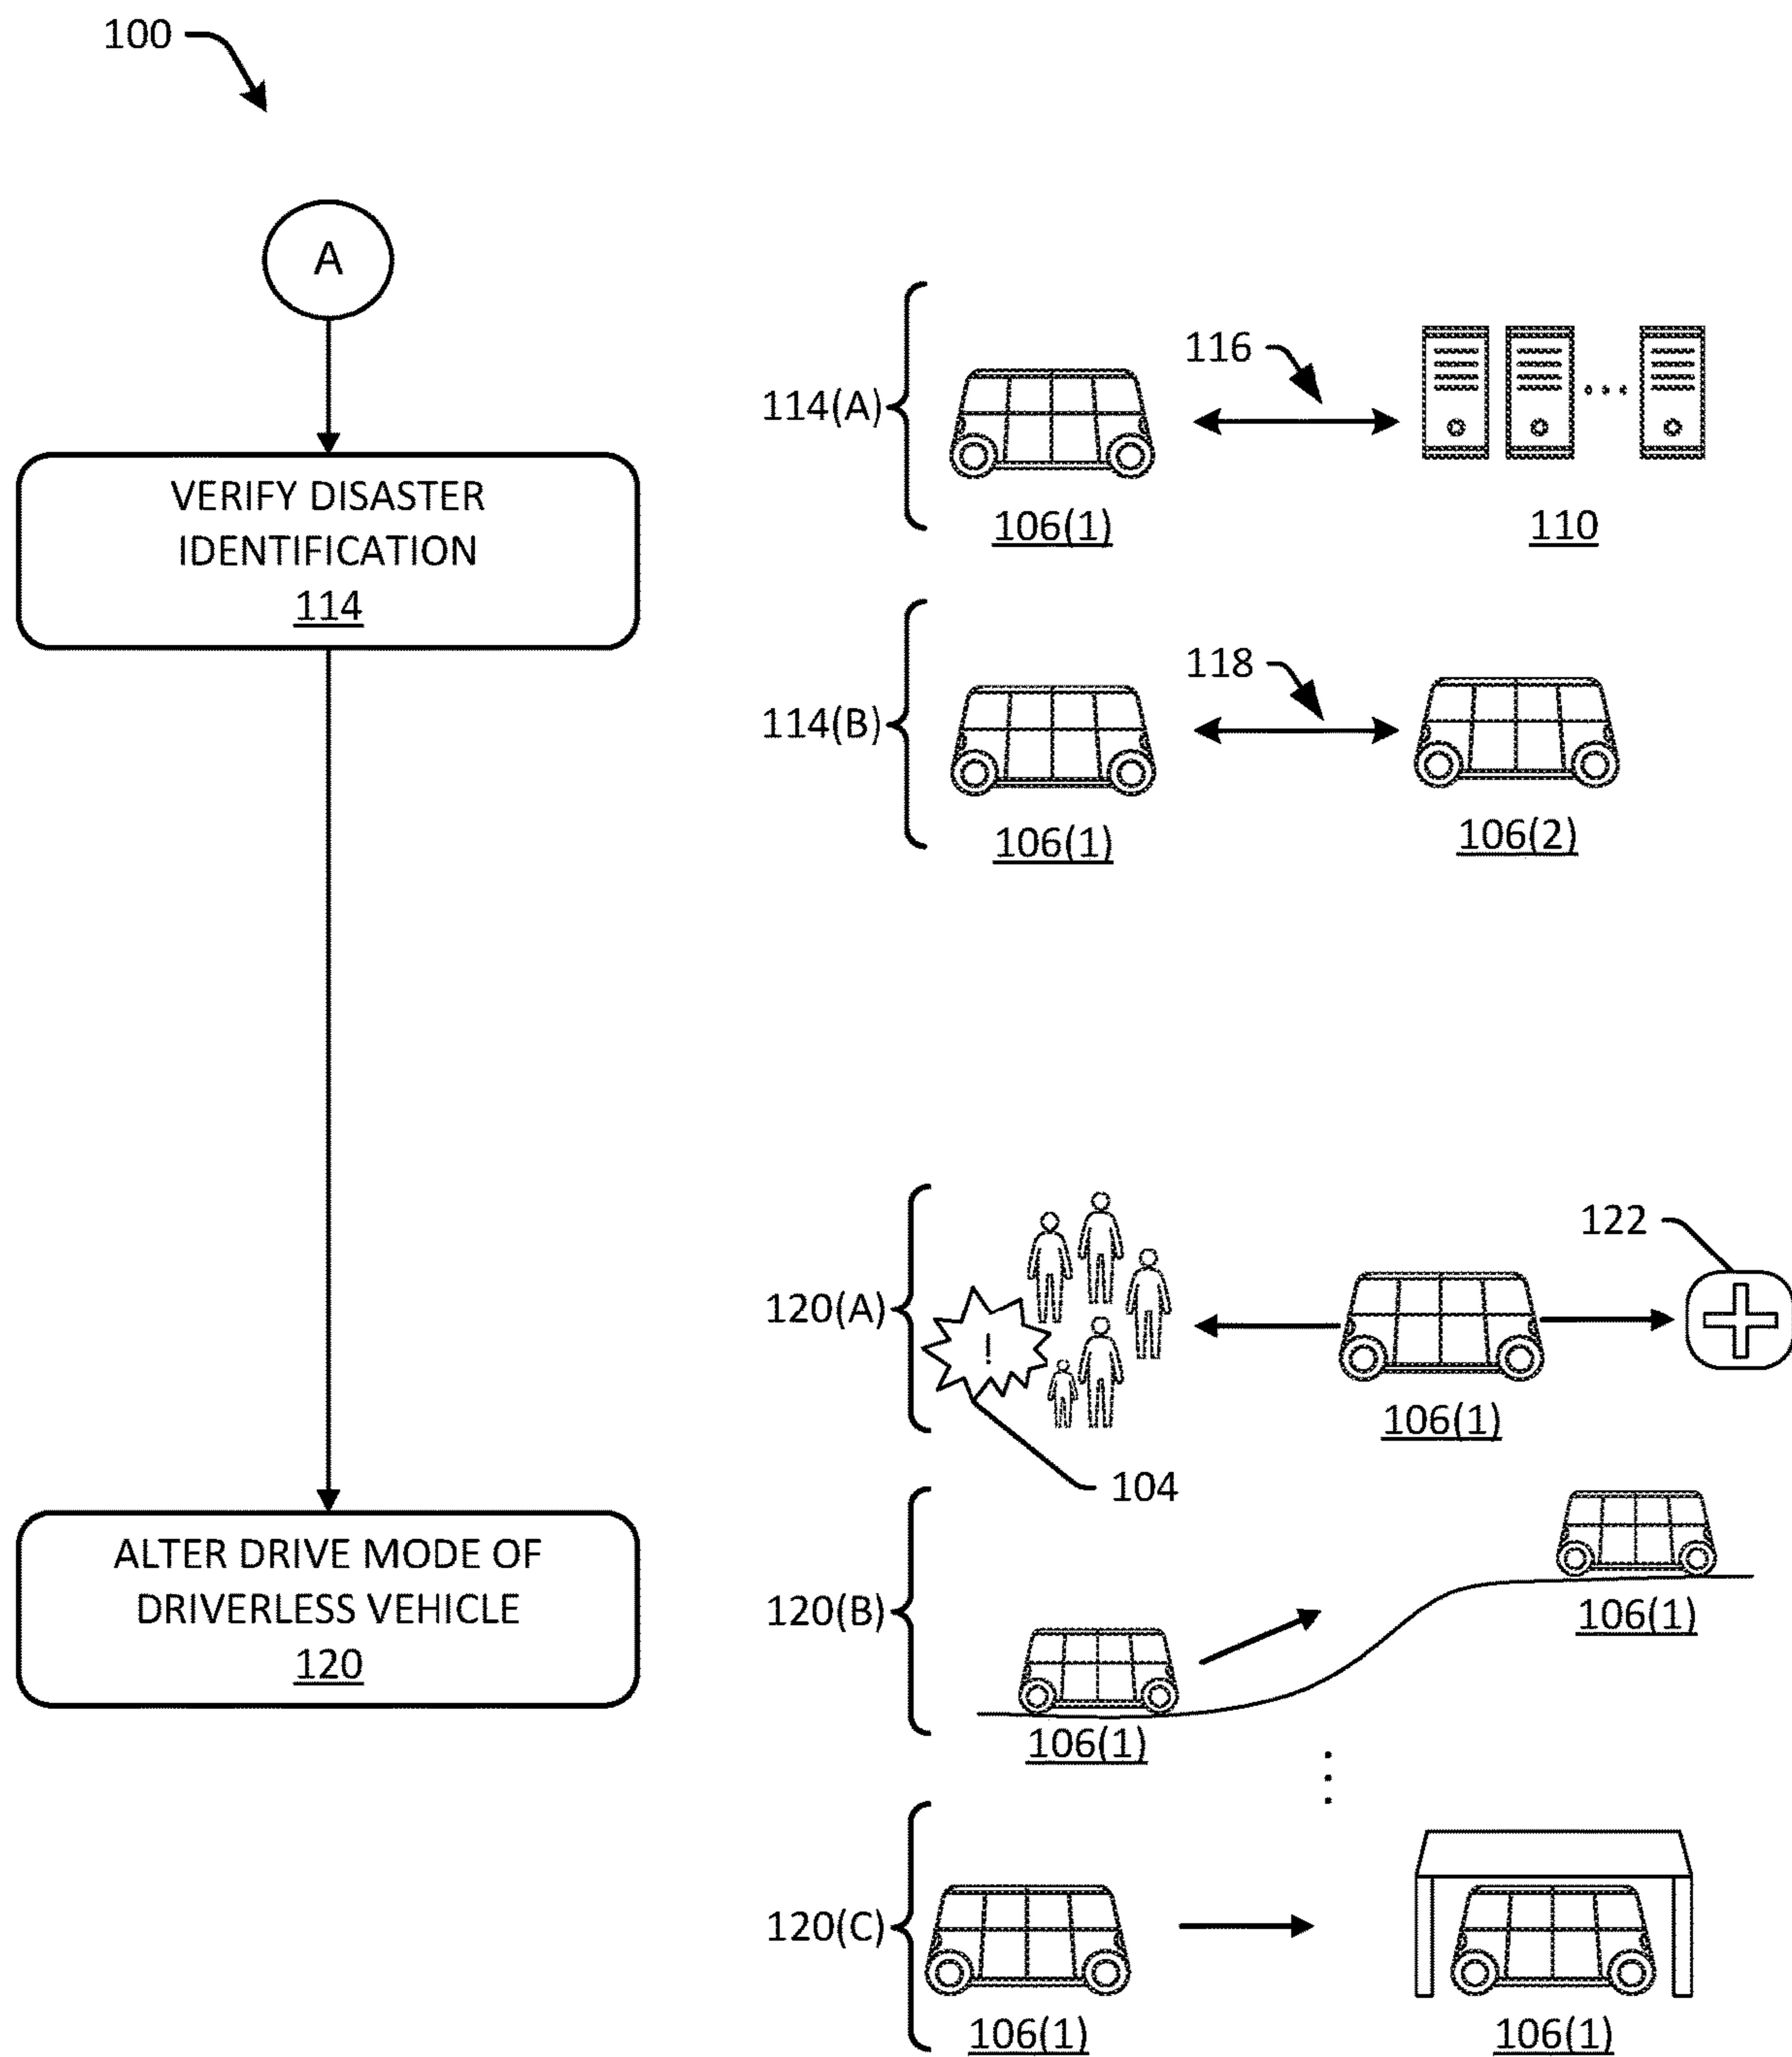 100
A
VERIFY DISASTER
IDENTIFICATION
114
114(A)
116
106(1)
110
114(B)
118
106(1)
106(2)
120(A)
!
122
106(1)
104
ALTER DRIVE MODE OF
DRIVERLESS VEHICLE
120
120(B)
106(1)
106(1)
120(C)
106(1)
106(1)